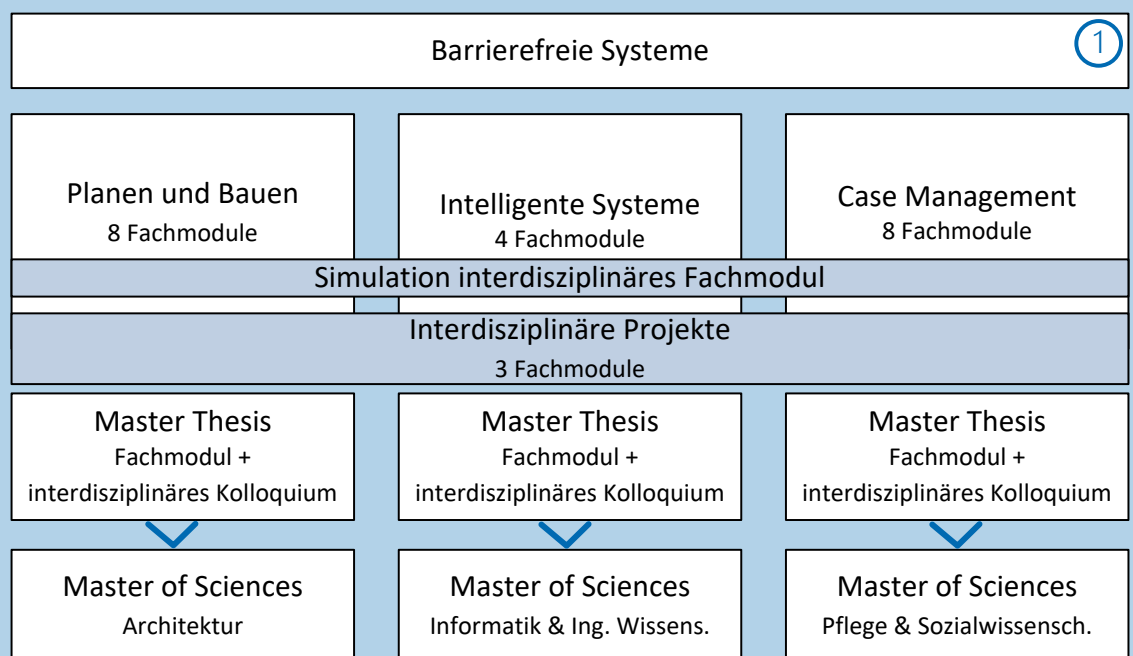 Barrierefreie Systeme
1
Planen und Bauen
8 Fachmodule
Intelligente Systeme
4 Fachmodule
Case Management
8 Fachmodule
Simulation interdisziplinäres Fachmodul
Interdisziplinäre Projekte
3 Fachmodule
Master Thesis
Fachmodul +
interdisziplinäres Kolloquium
Master Thesis
Fachmodul +
interdisziplinäres Kolloquium
Master Thesis
Fachmodul +
interdisziplinäres Kolloquium
Master of Sciences
Architektur
Master of Sciences
Informatik & Ing. Wissens.
Master of Sciences
Pflege & Sozialwissensch.